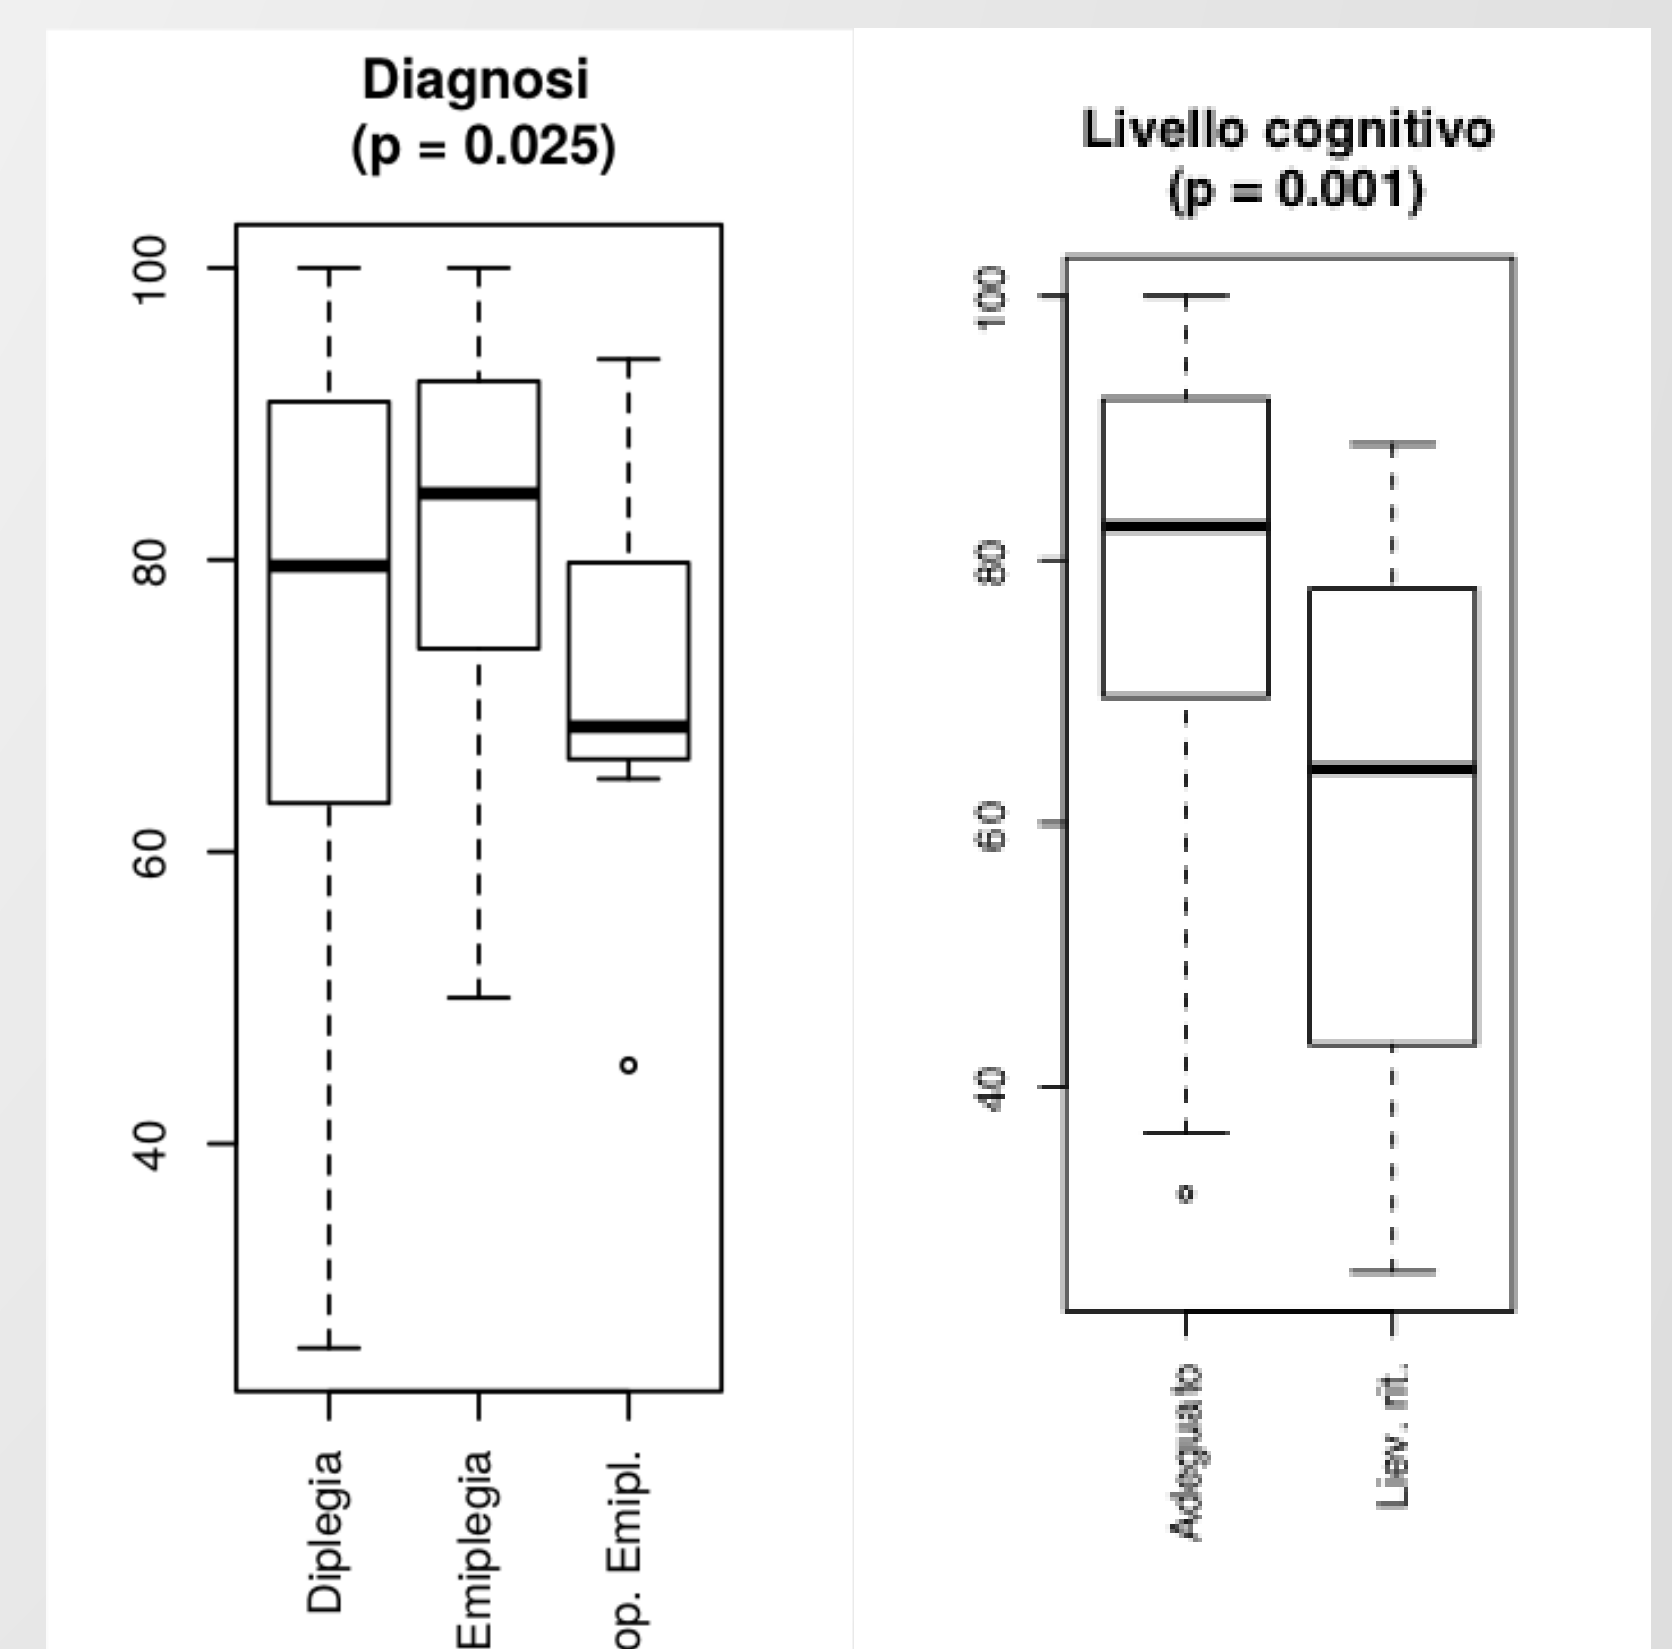 Diagnosi
(p = 0.025)
100
80
60
40
Diplegia
Emiplegia
op. Emipl.
Livello cognitivo
(p = 0.001)
100
80
60
40
Adeguato
Liev. rit.